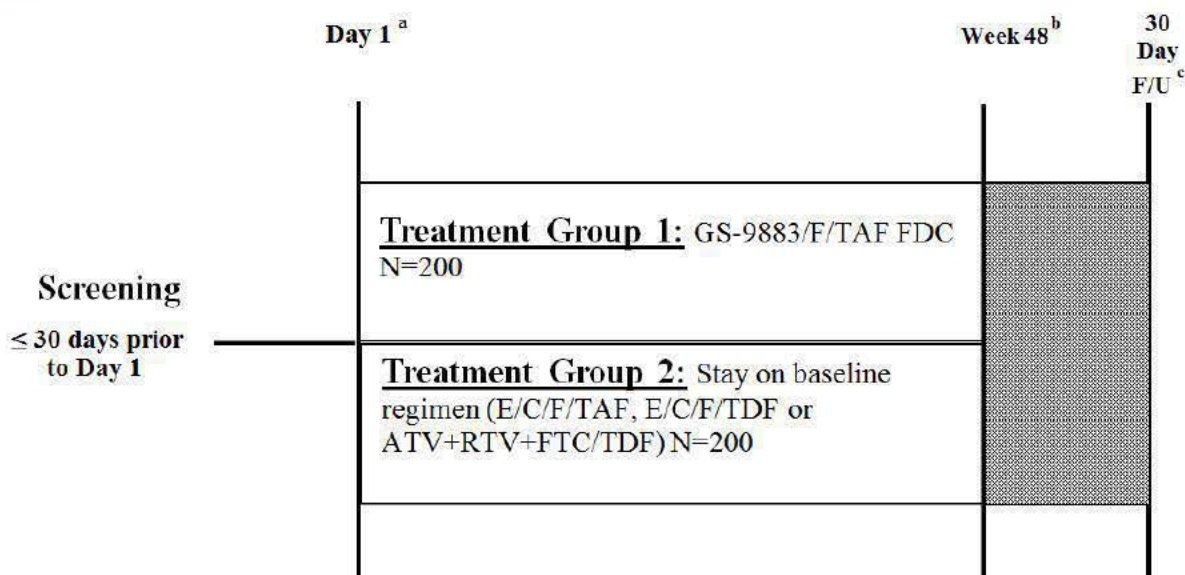 Day 1 a
Week 48 b
30
Day
F/U c
Treatment Group 1: GS-9883/F/TAF FDC
N=200
Screening
≤ 30 days prior
to Day 1
Treatment Group 2: Stay on baseline
regimen (E/C/F/TAF, E/C/F/TDF or
ATV+RTV+FTC/TDF) N=200